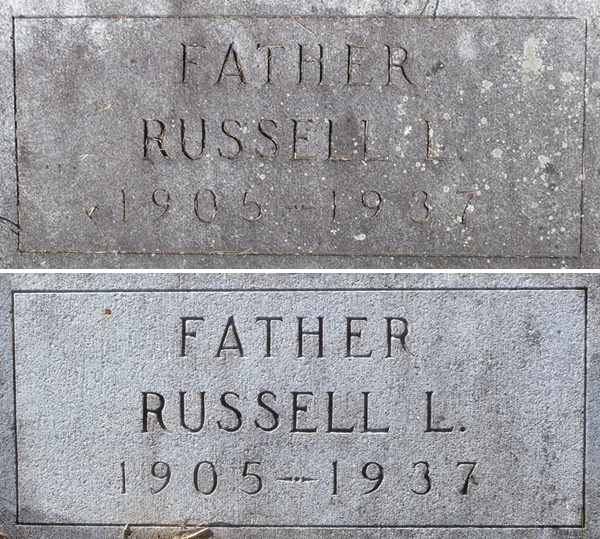 FATHER
RUSSELL L.
1905–1937
FATHER
RUSSELL L.
1905–1937